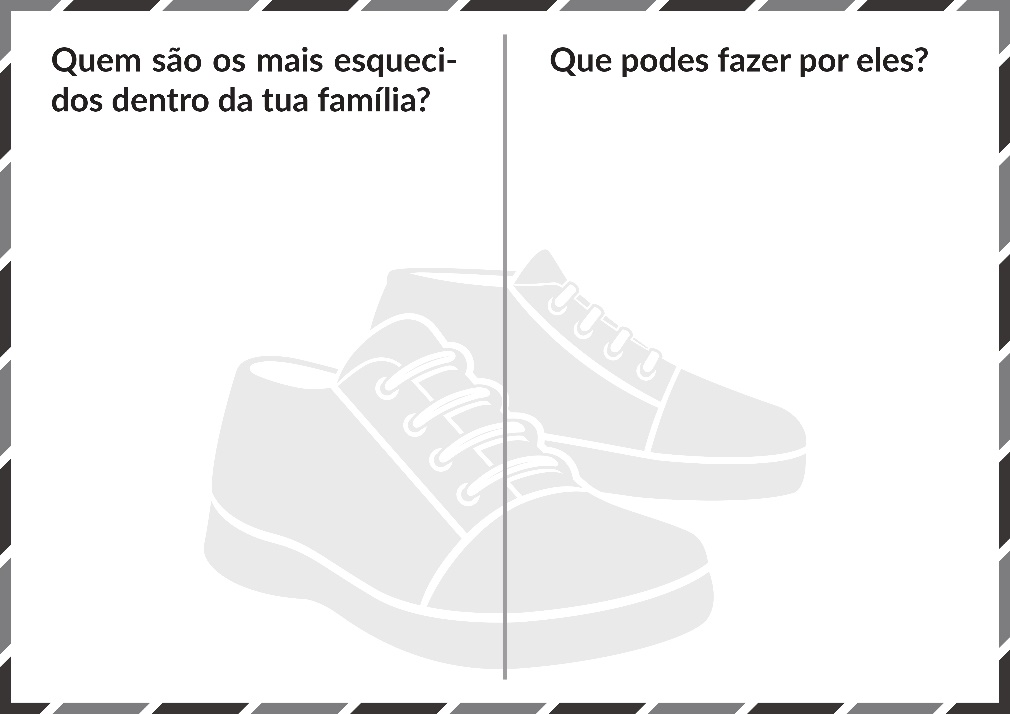 Quem são os mais esqueci-
dos dentro da tua família?
Que podes fazer por eles?